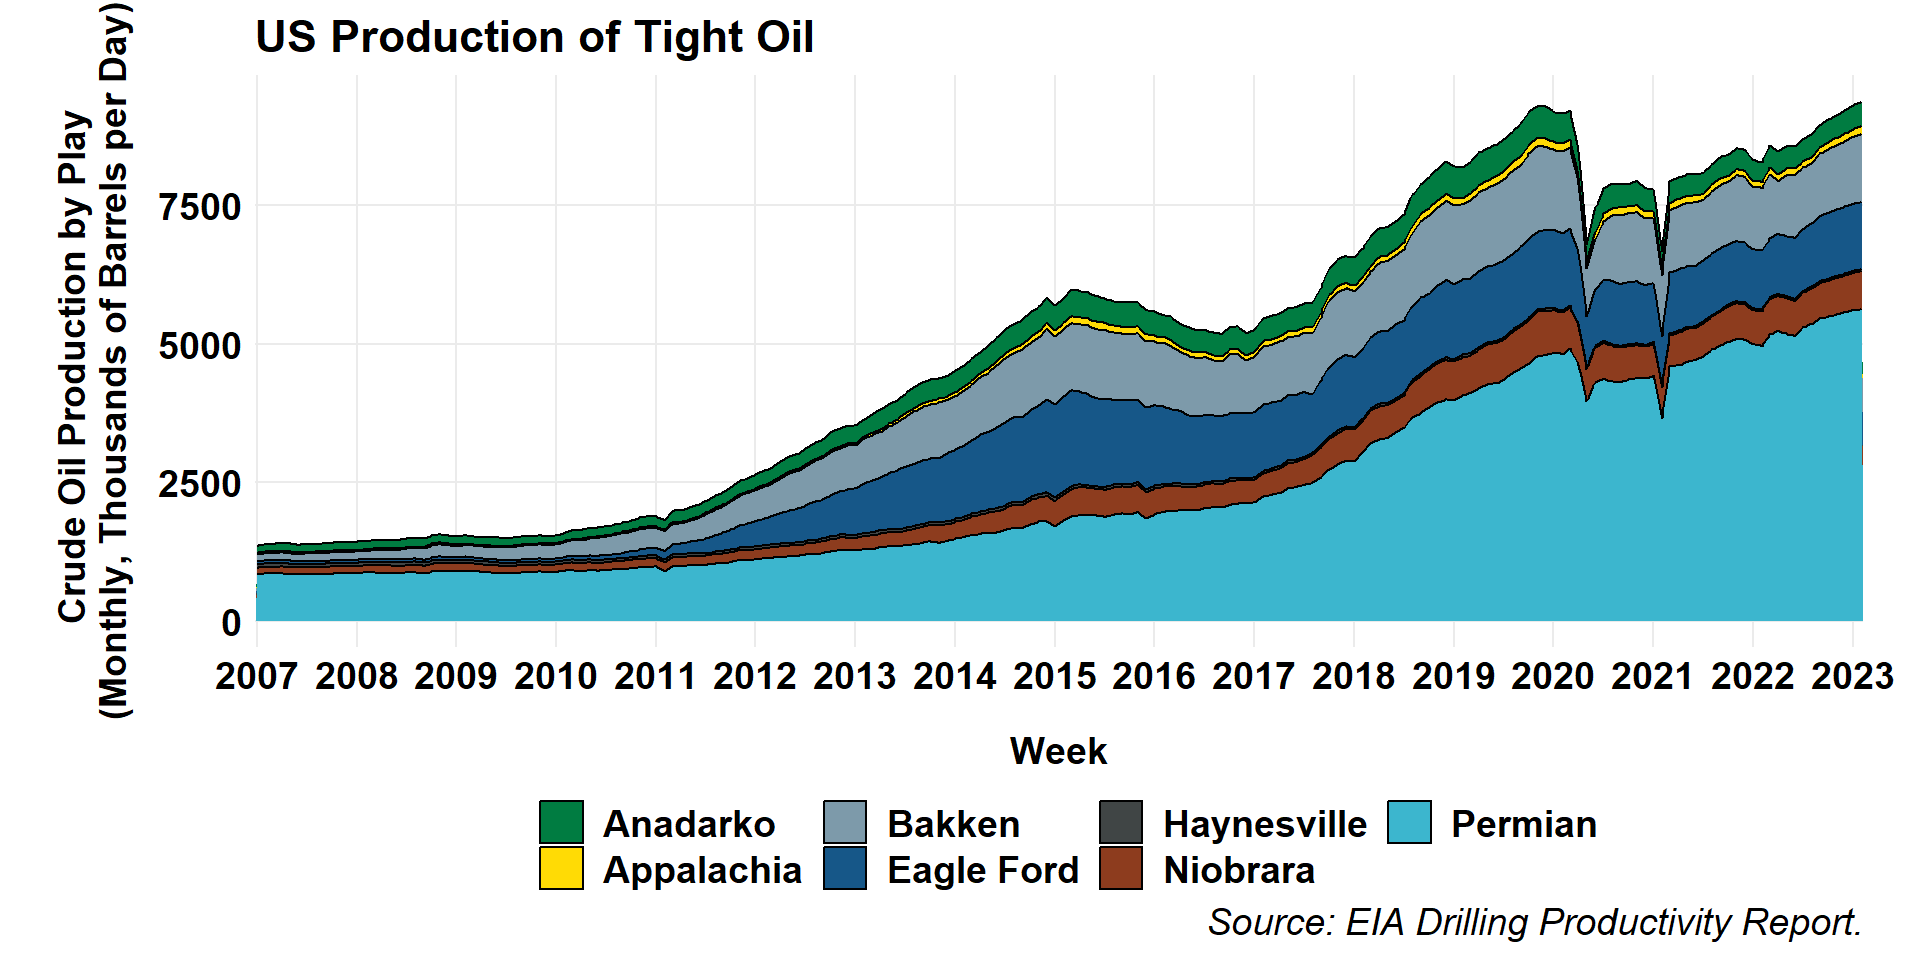 US Production of Tight Oil
Crude Oil Production by Play
(Monthly, Thousands of Barrels per Day)
7500
5000
2500
0
2007 2008 2009 2010 2011 2012 2013 2014 2015 2016 2017 2018 2019 2020 2021 2022 2023
Week
Anadarko Bakken Haynesville Permian
Appalachia Eagle Ford Niobrara
Source: EIA Drilling Productivity Report.